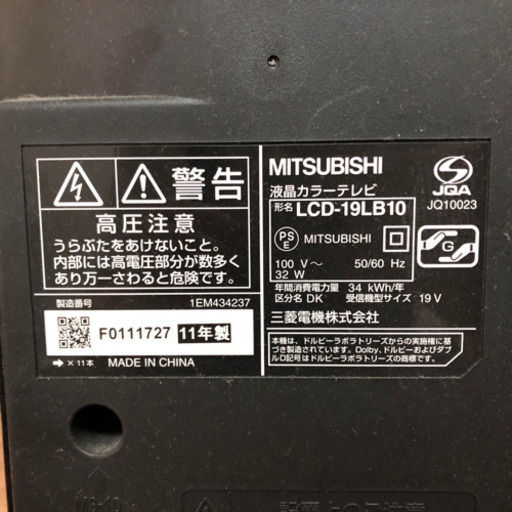 警告
高圧注意
うらぶたをあけないこと。
内部には高電圧部分が数多く
あり万一さわると危険です。
製造番号 1EM434237
F0111727 11年製
→× 11本 MADE IN CHINA
MITSUBISHI
液晶カラーテレビ
形名 LCD-19LB10
PS
E MITSUBISHI
100 V～ 50/60 Hz
32 W
年間消費電力量 34 kWh/年
区分名 DK 受信機型サイズ 19 V
三菱電機株式会社
本機は、ドルビーラボラトリーズからの実施権に基
づき製造されています。Dolby、ドルビーおよびダブ
ルD記号はドルビーラボラトリーズの商標です。
JQA
JQ10023
G